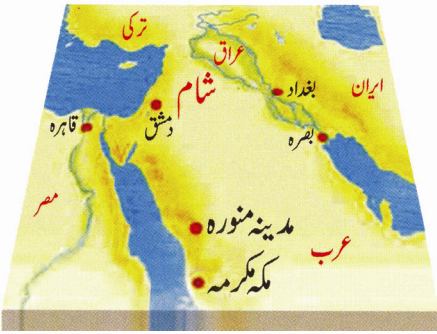 ترکی
عراق
ایران
شام
بغداد
دمشق
قاہرہ
بصرہ
مصر
مدینہ منورہ
عرب
مکہ مکرمہ